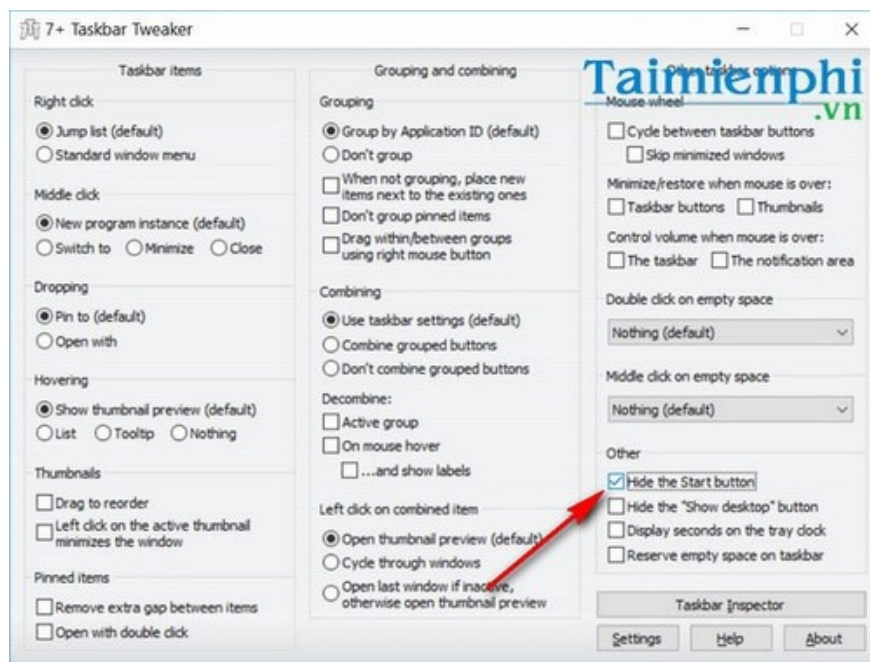 7+ Taskbar Tweaker
Taskbar items
Right click
Jump list (default)
Standard window menu
Middle click
New program instance (default)
Switch to Minimize Close
Dropping
Pin to (default)
Open with
Hovering
Show thumbnail preview (default)
List Tooltip Nothing
Thumbnails
Drag to reorder
Left click on the active thumbnail
minimizes the window
Pinned items
Remove extra gap between items
Open with double click
Grouping and combining
Grouping
Group by Application ID (default)
Don't group
When not grouping, place new
items next to the existing ones
Don't group pinned items
Drag within/between groups
using right mouse button
Combining
Use taskbar settings (default)
Combine grouped buttons
Don't combine grouped buttons
Decombine:
Active group
On mouse hover
...and show labels
Left click on combined item
Open thumbnail preview (default)
Cycle through windows
Open last window if inactive,
otherwise open thumbnail preview
Other taskbar options
Taimienphi
.vn
Mouse wheel
Cycle between taskbar buttons
Skip minimized windows
Minimize/restore when mouse is over:
Taskbar buttons Thumbnails
Control volume when mouse is over:
The taskbar The notification area
Double click on empty space
Nothing (default)
Middle click on empty space
Nothing (default)
Other
Hide the Start button
Hide the "Show desktop" button
Display seconds on the tray clock
Reserve empty space on taskbar
Taskbar Inspector
Settings Help About